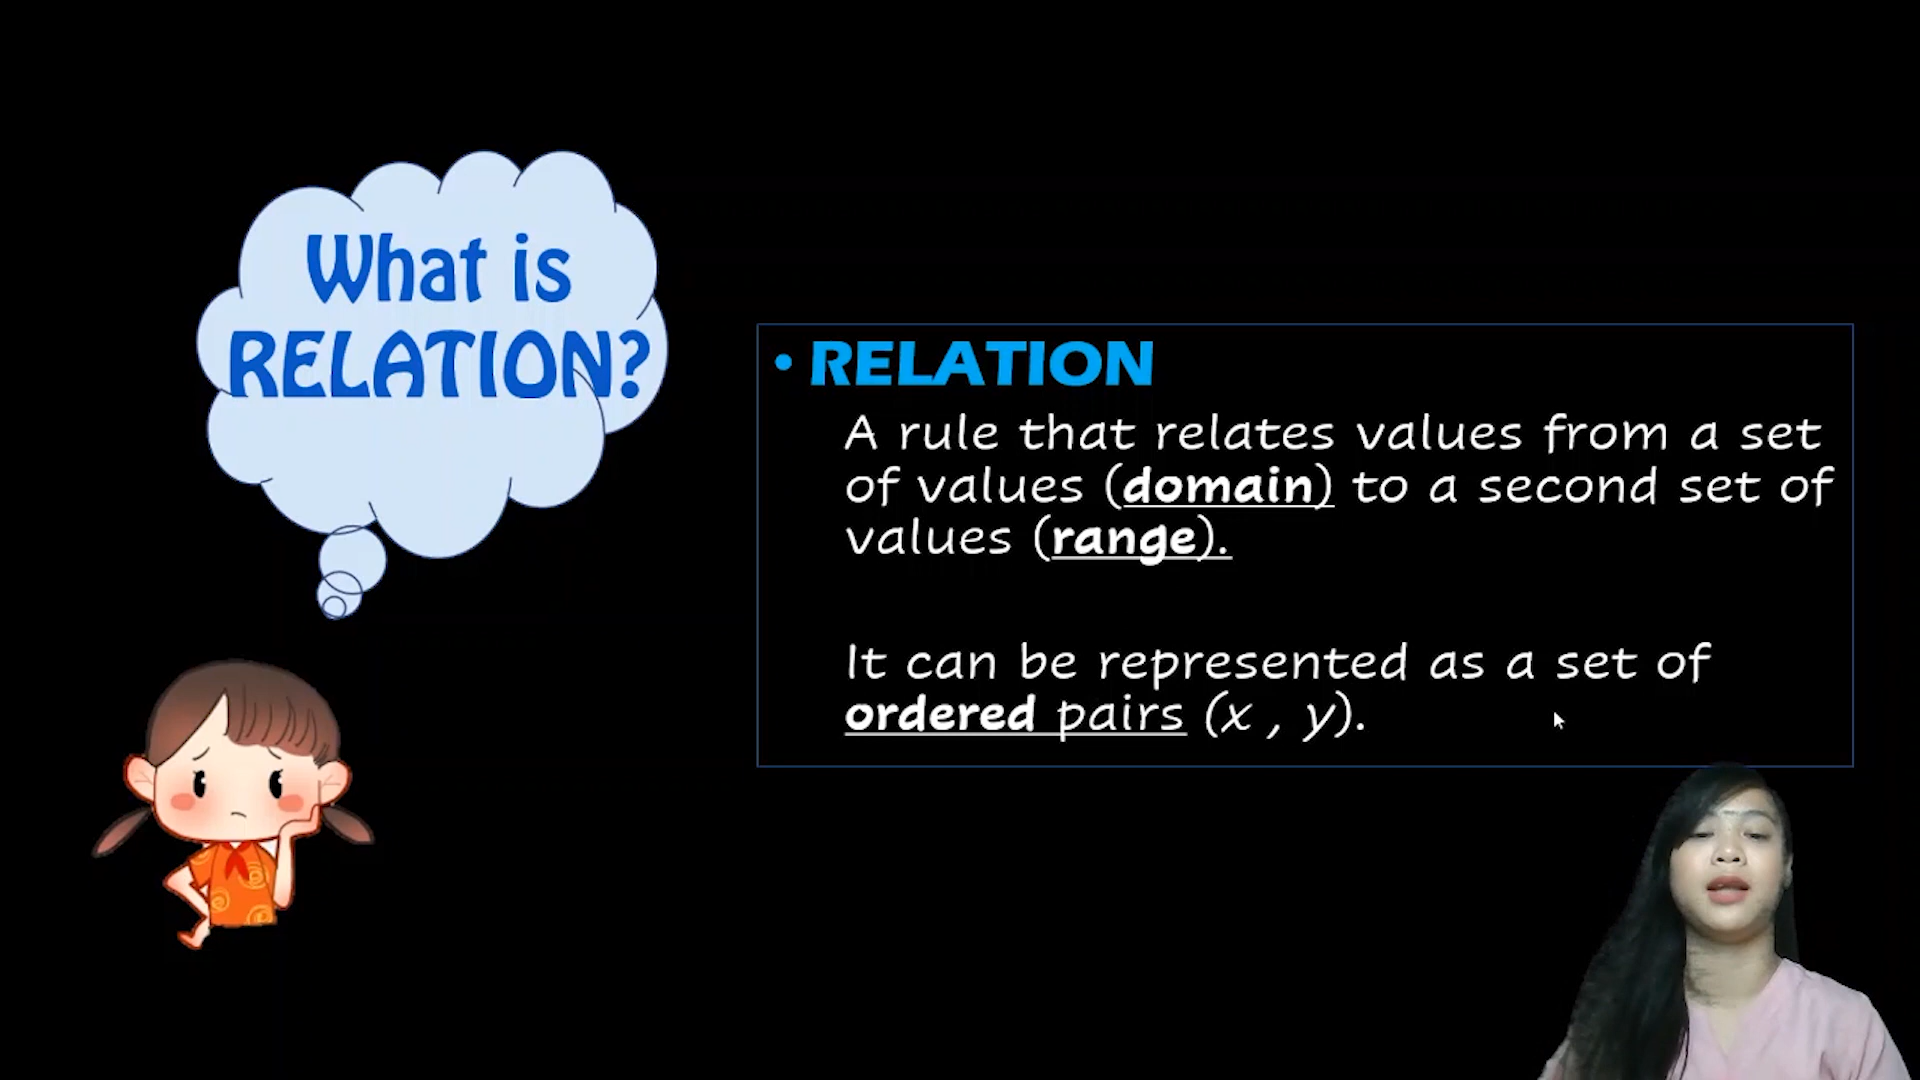 What is
RELATION?
• RELATION
A rule that relates values from a set
of values (domain) to a second set of
values (range).
It can be represented as a set of
ordered pairs (x , y).